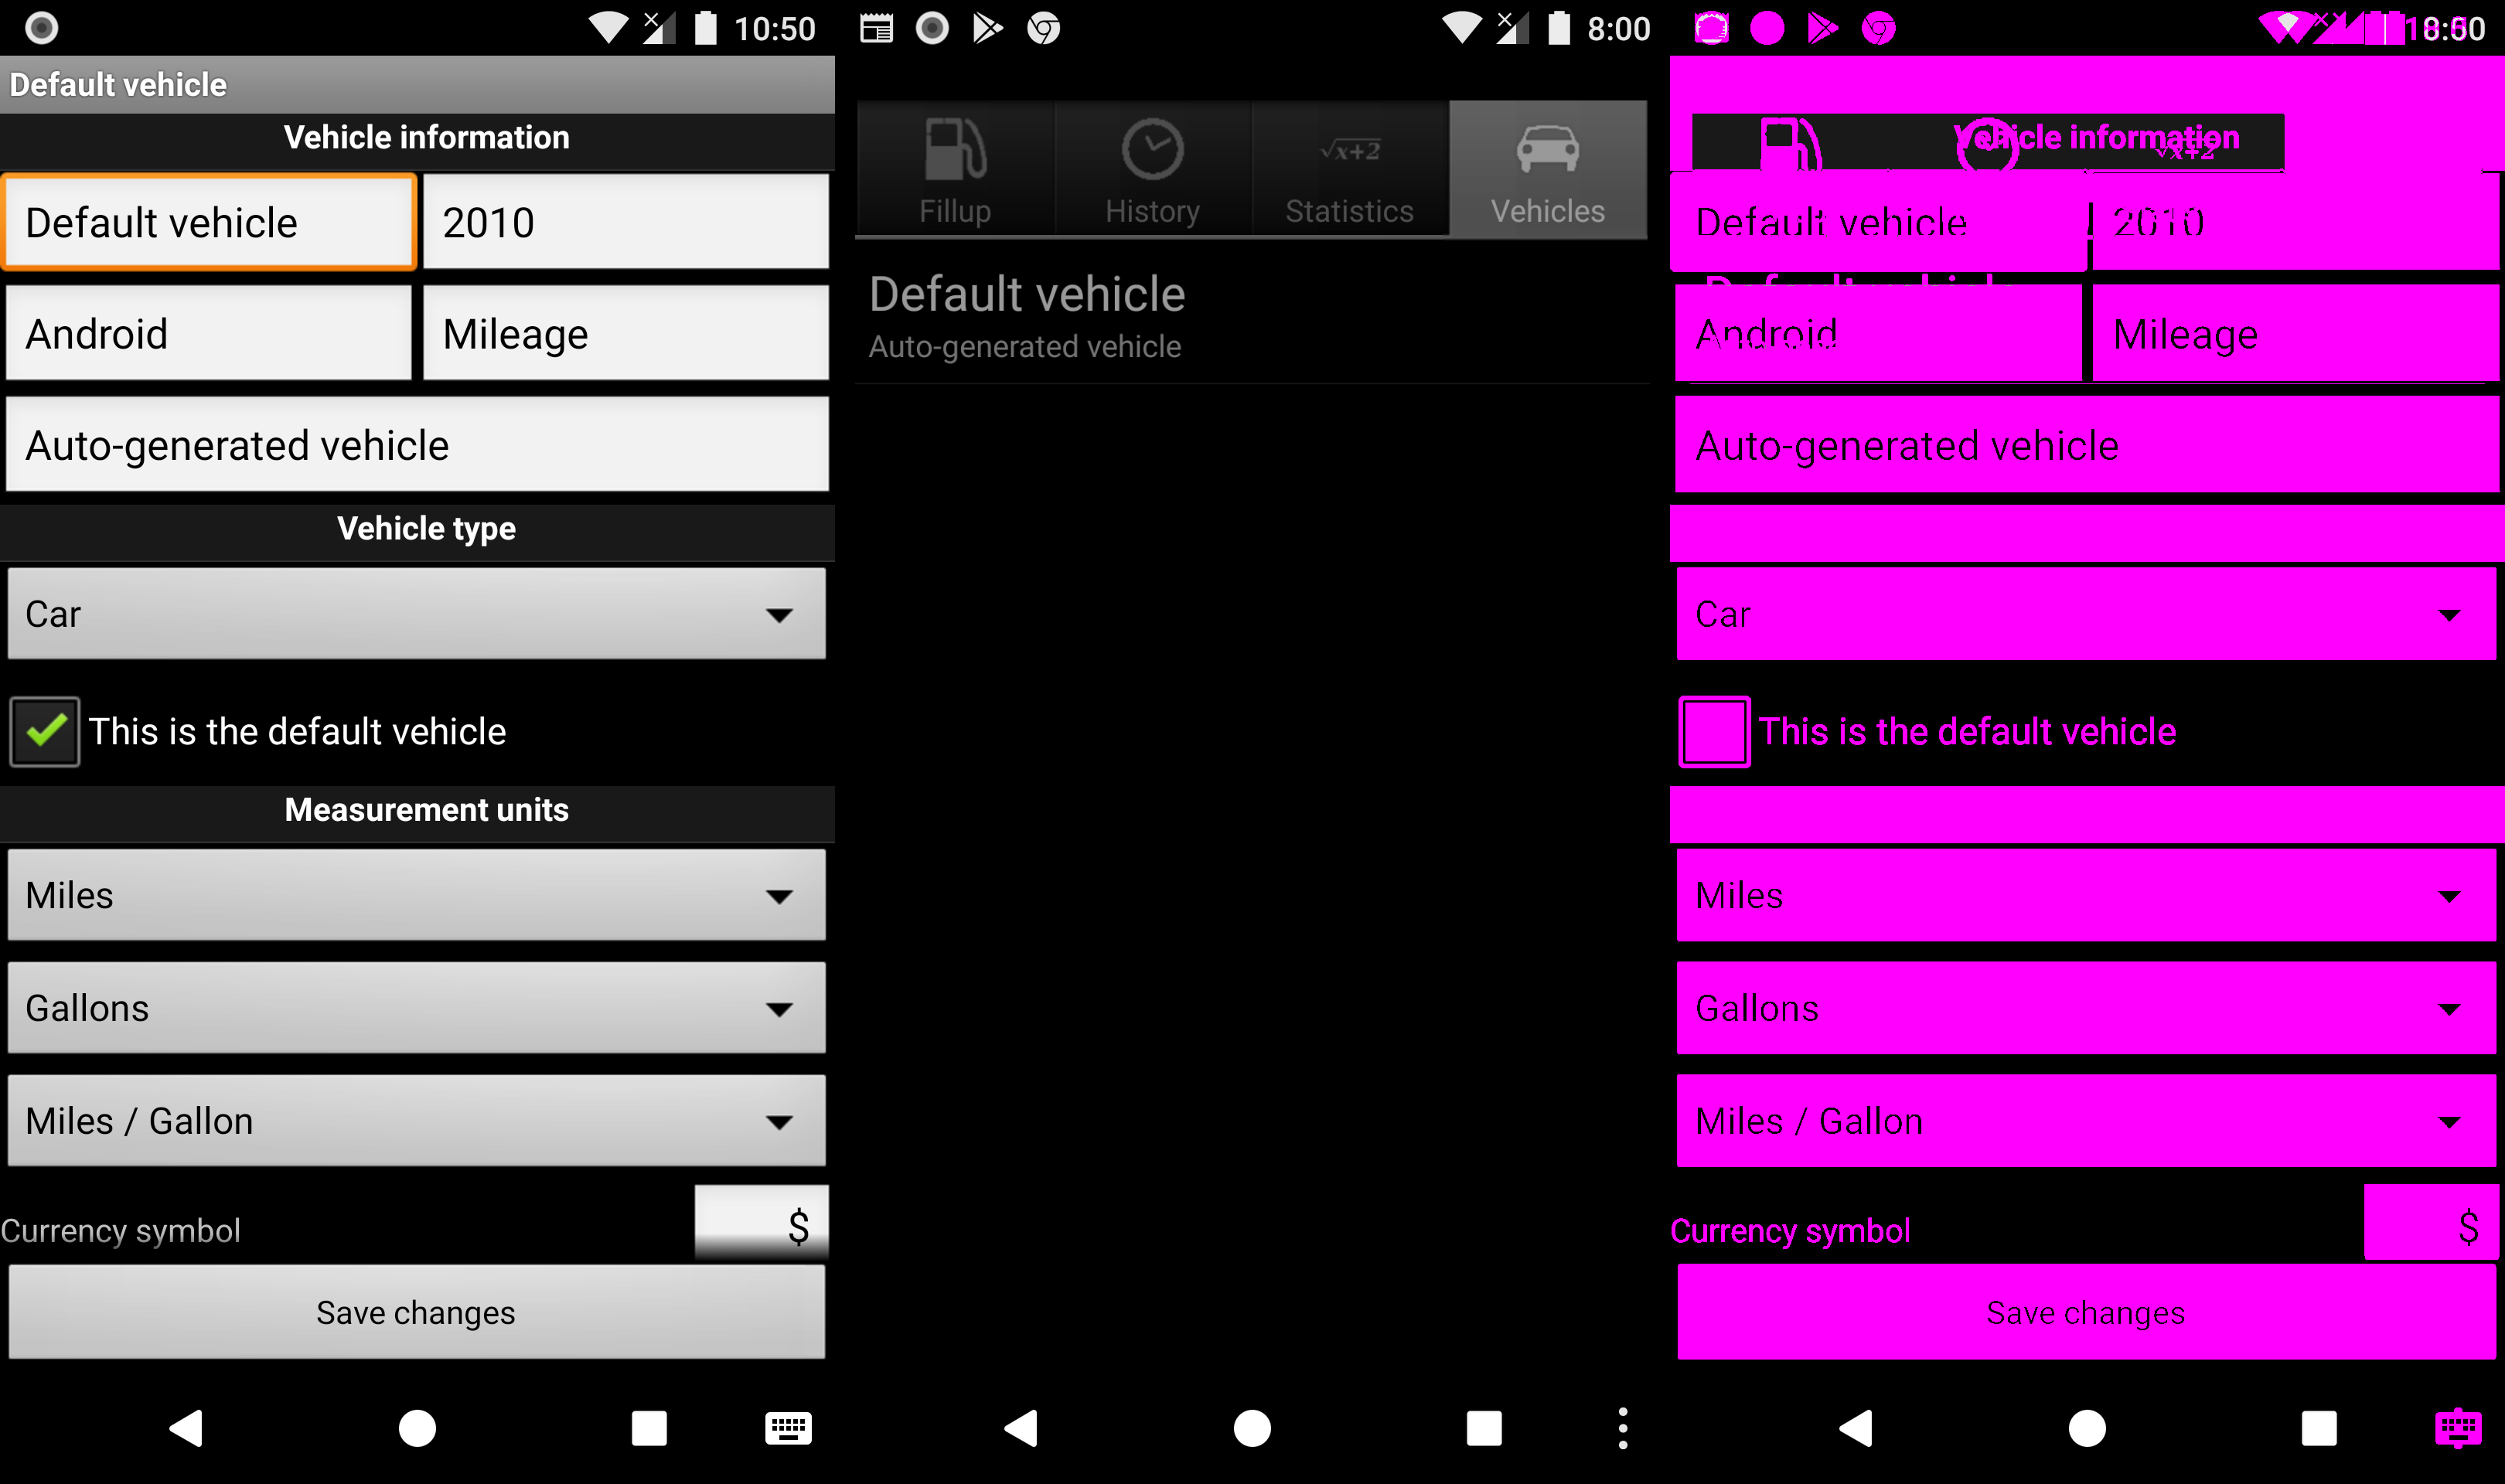 10:50
Default vehicle
Vehicle information
Default vehicle
2010
Android
Mileage
Auto-generated vehicle
Vehicle type
Car
This is the default vehicle
Measurement units
Miles
Gallons
Miles / Gallon
Currency symbol
$
Save changes
8:00
√x+2
Fillup
History
Statistics
Vehicles
Default vehicle
Auto-generated vehicle
Vehicle information
√x+2
Default vehicle
2010
Android
Mileage
Auto-generated vehicle
Car
This is the default vehicle
Miles
Gallons
Miles / Gallon
Currency symbol
$
Save changes